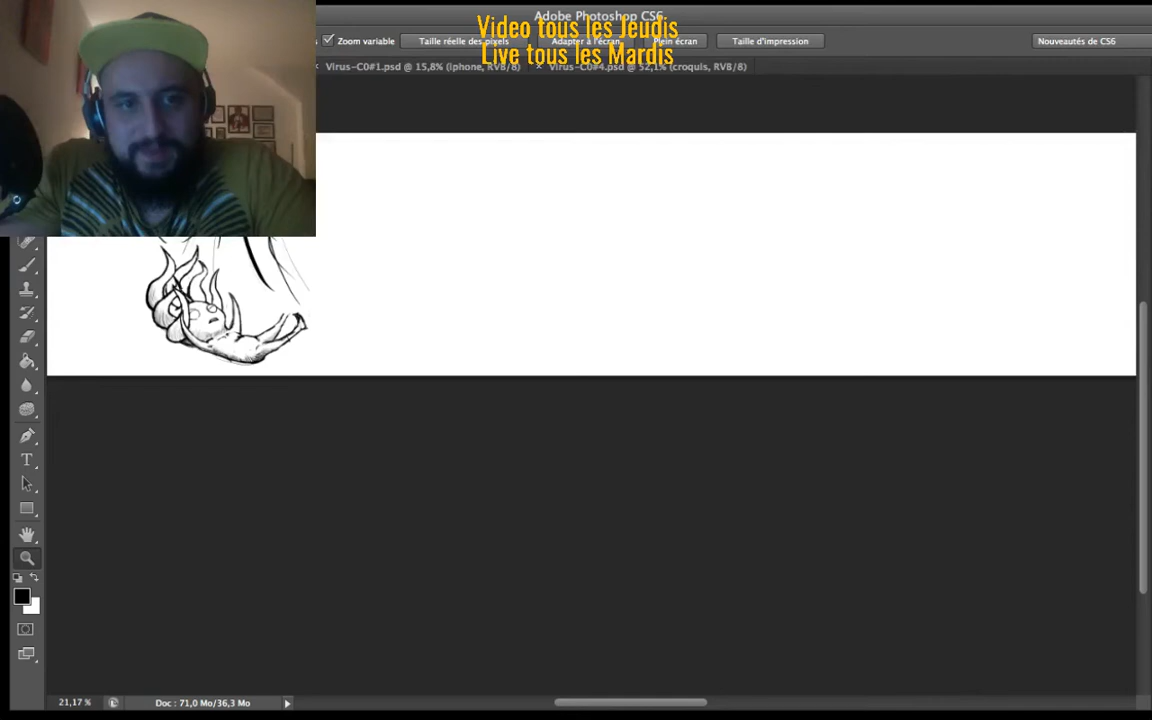 Adobe Photoshop CS6
Video tous les Jeudis
Live tous les Mardis
Zoom variable
Taille réelle des pixels
Adapter à l'écran
Plein écran
Taille d'impression
Nouveautés de CS6
Virus-C0#1.psd @ 15,8% (iphone, RVB/8)
Virus-C0#4.psd @ 52,1% (croquis, RVB/8)
T
21,17 %
Doc : 71,0 Mo/36,3 Mo